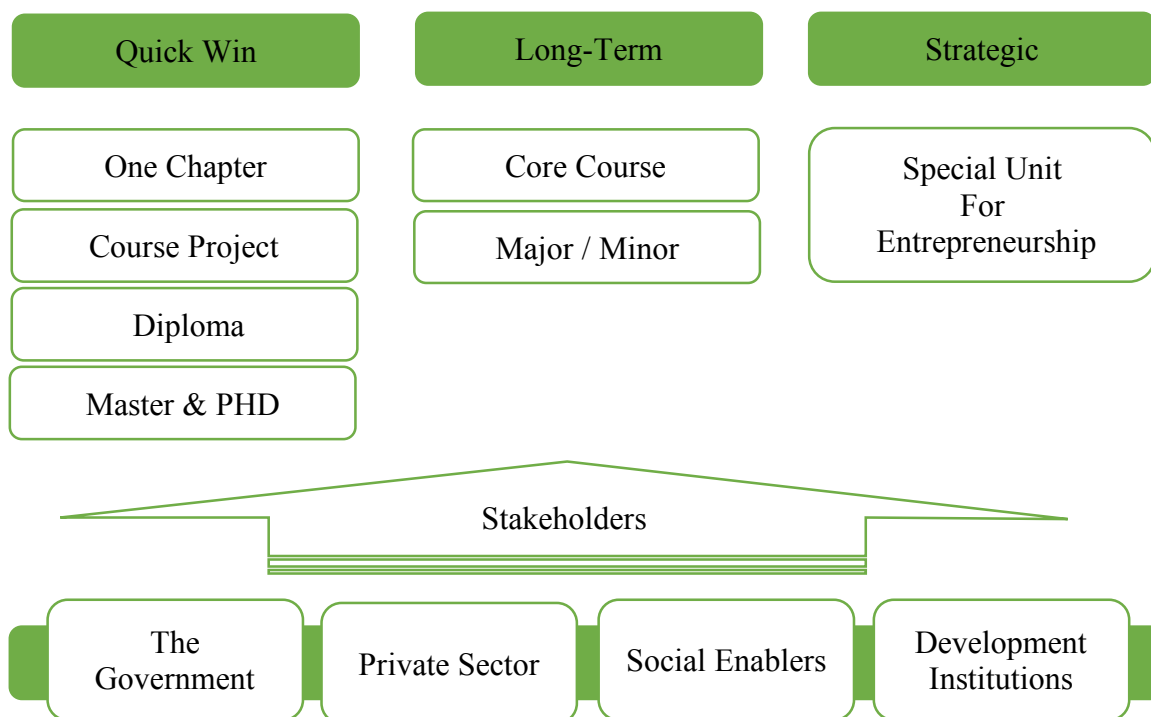 Quick Win
Long-Term
Strategic
One Chapter
Course Project
Diploma
Master & PHD
Core Course
Major / Minor
Special Unit
For
Entrepreneurship
Stakeholders
The
Government
Private Sector
Social Enablers
Development
Institutions